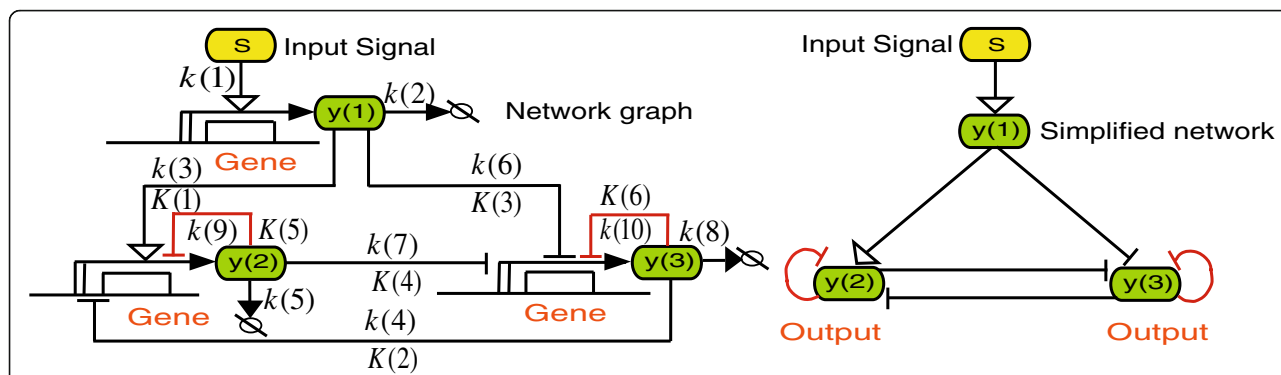 S Input Signal
k(1)
y(1) k(2)
Network graph
Gene
k(3)
K(1)
k(6)
K(3)
k(9) K(5)
y(2)
k(7)
K(4)
K(6)
k(10)
y(3) k(8)
k(5)
Gene
Gene
k(4)
K(2)
Input Signal S
y(1) Simplified network
y(2) y(3)
Output Output